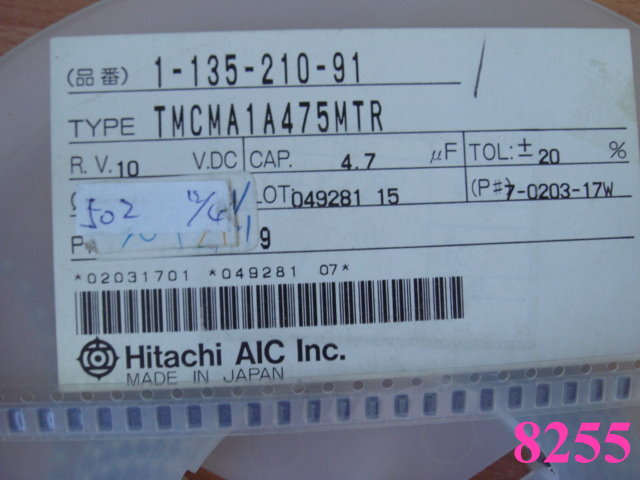 (品番) 1-135-210-91
TYPE TMCMA1A475MTR
R.V. 10 V.DC CAP. 4.7 μF TOL: ± 20 %
LOT: 049281 15 (P#) 7-0203-17W
502
9
*02031701 *049281 07*
Hitachi AIC Inc.
MADE IN JAPAN
8255